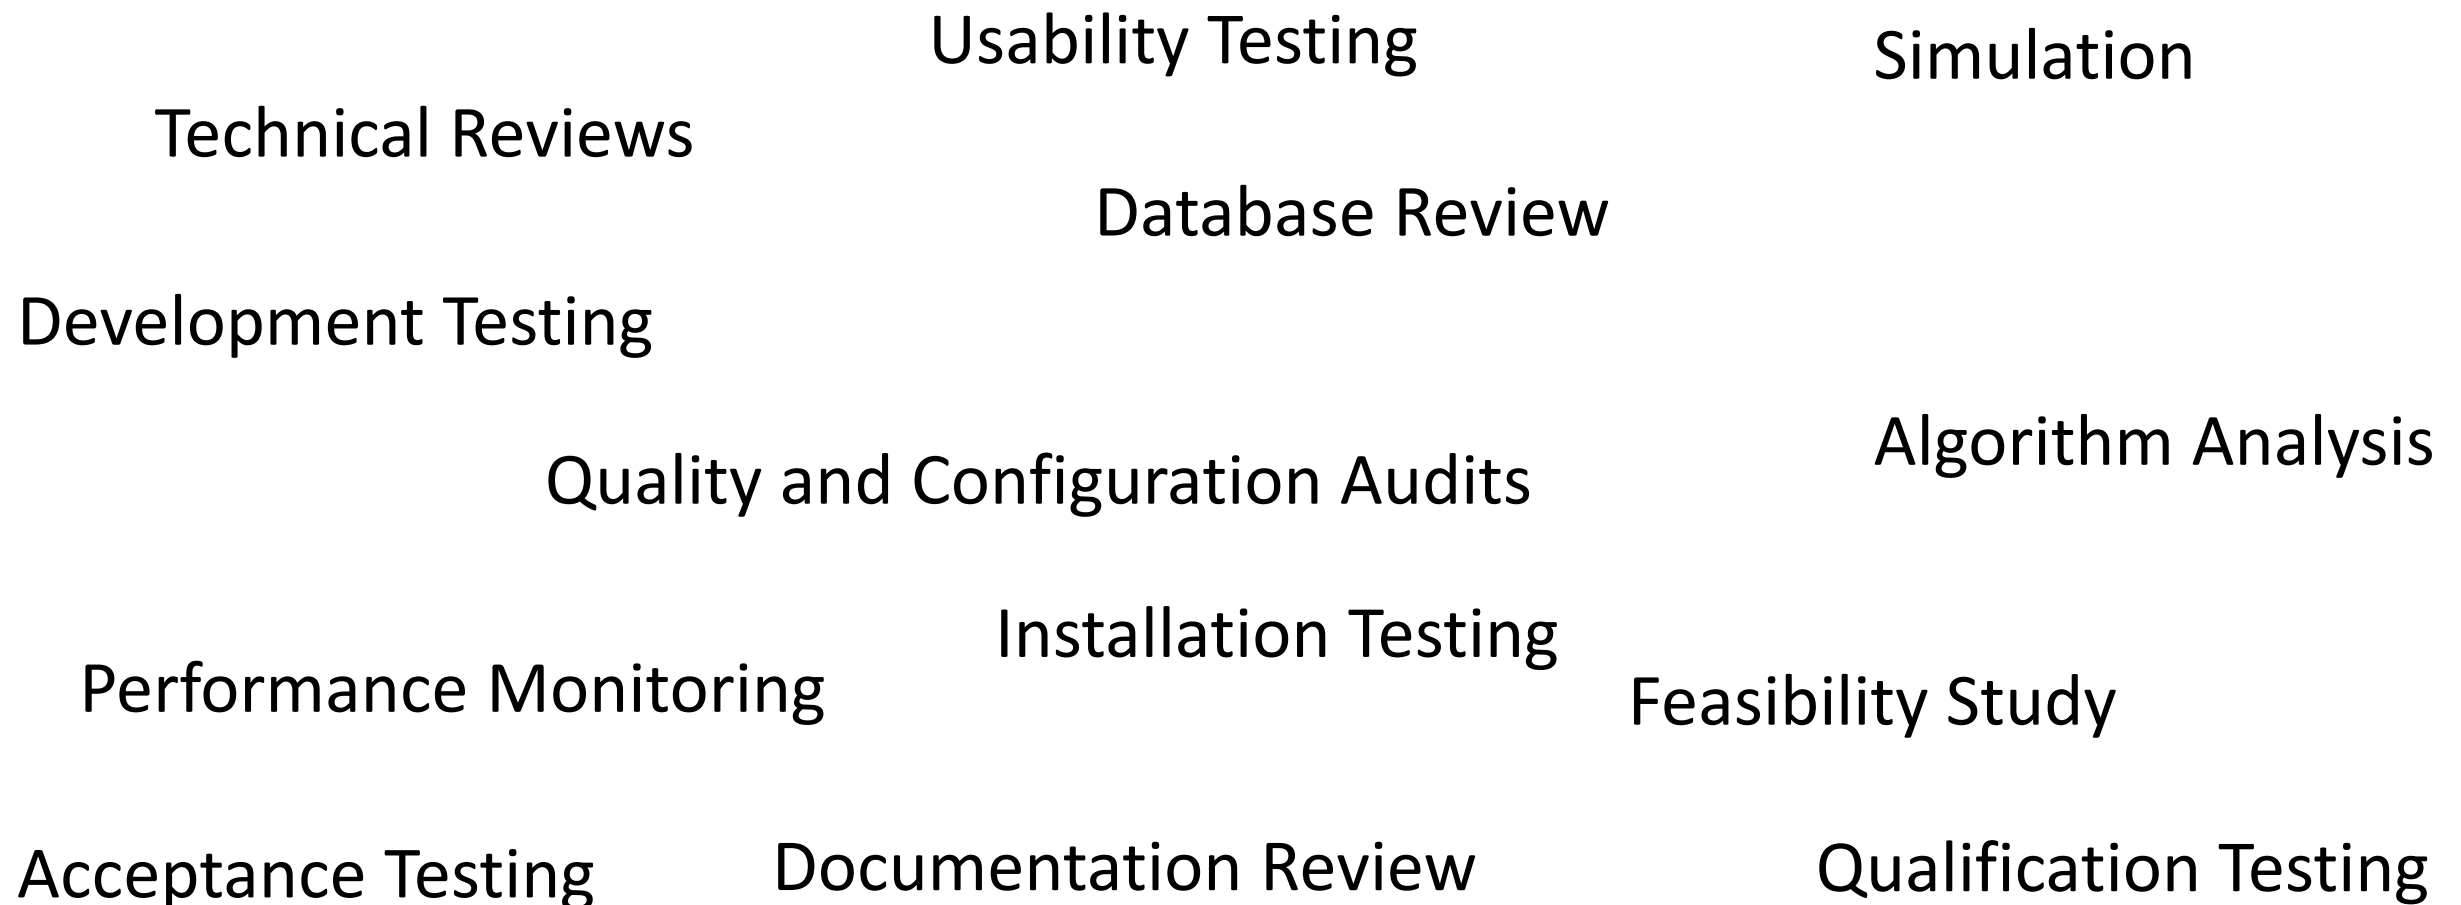 Usability Testing
Simulation
Technical Reviews
Database Review
Development Testing
Algorithm Analysis
Quality and Configuration Audits
Installation Testing
Performance Monitoring
Feasibility Study
Acceptance Testing
Documentation Review
Qualification Testing